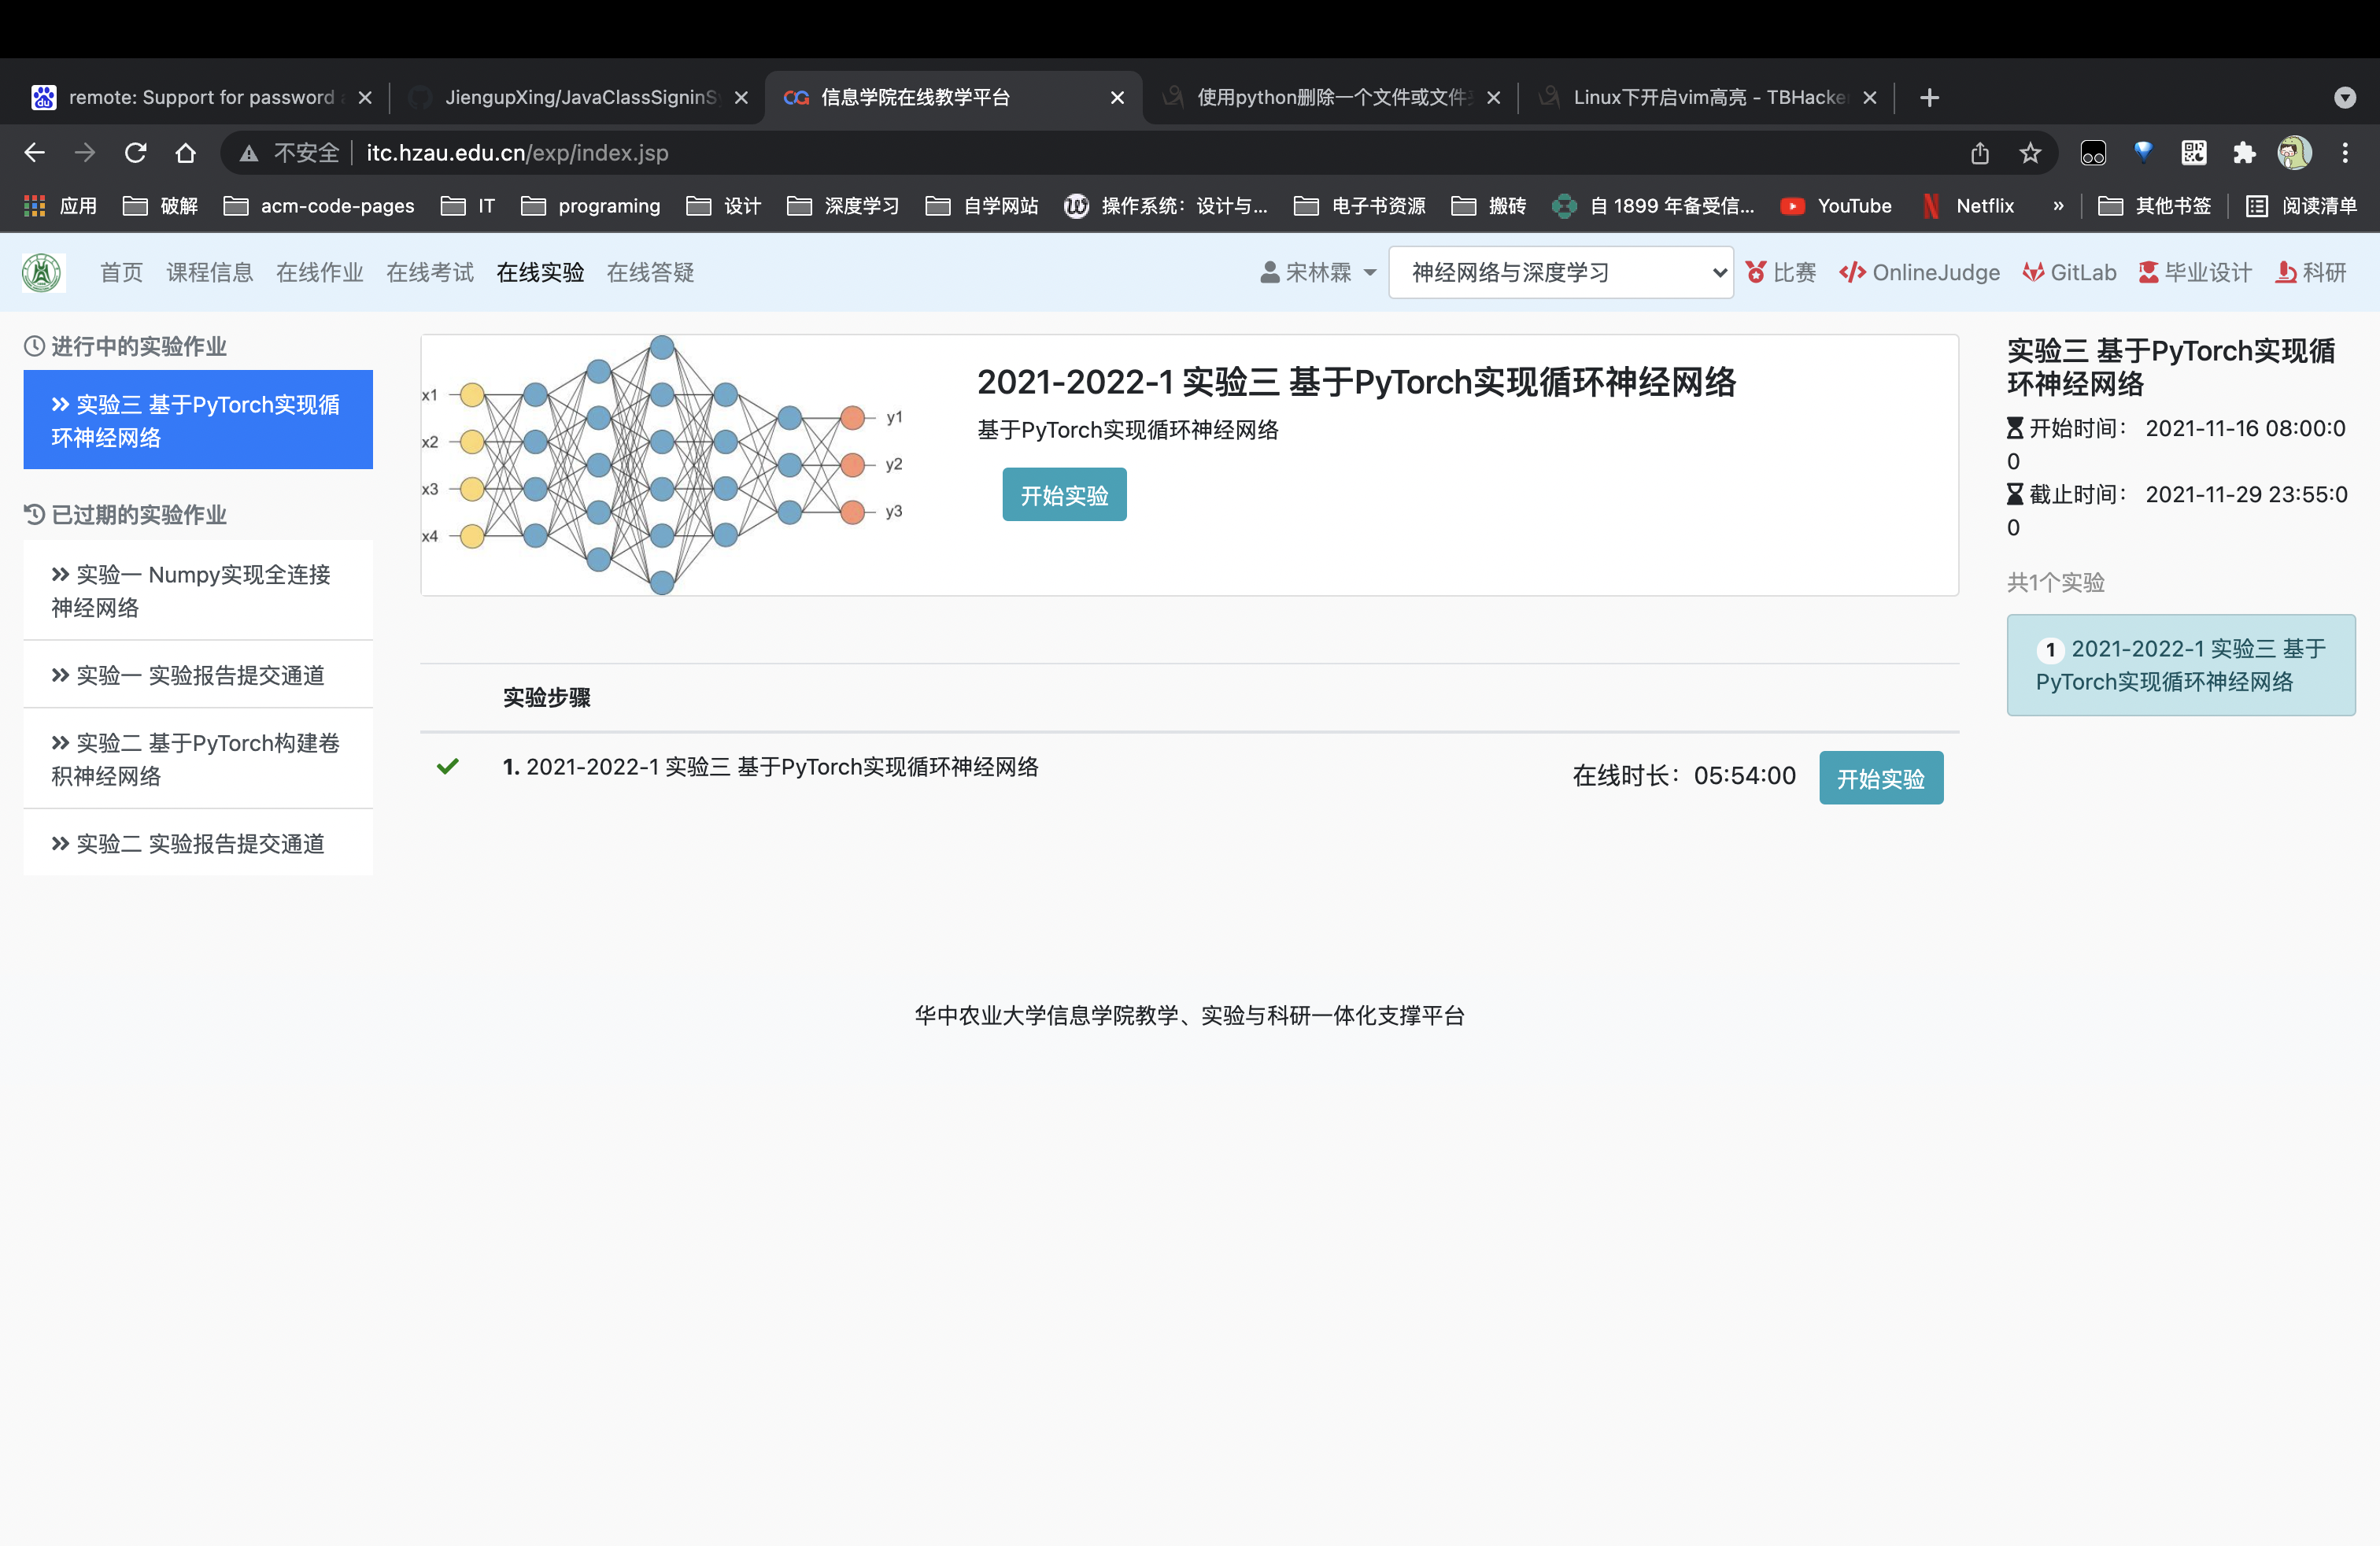 remote: Support for password
JiengupXing/JavaClassSigninS
信息学院在线教学平台
使用python删除一个文件或文件
Linux下开启vim高亮 - TBHacke
不安全
itc.hzau.edu.cn/exp/index.jsp
应用
破解
acm-code-pages
IT
programing
设计
深度学习
自学网站
操作系统：设计与...
电子书资源
搬砖
自 1899 年备受信...
YouTube
Netflix
»
其他书签
阅读清单
首页
课程信息
在线作业
在线考试
在线实验
在线答疑
宋林霖
神经网络与深度学习
比赛
OnlineJudge
GitLab
毕业设计
科研
进行中的实验作业
实验三 基于PyTorch实现循
环神经网络
已过期的实验作业
实验一 Numpy实现全连接
神经网络
实验一 实验报告提交通道
实验二 基于PyTorch构建卷
积神经网络
实验二 实验报告提交通道
x1
x2
x3
x4
y1
y2
y3
2021-2022-1 实验三 基于PyTorch实现循环神经网络
基于PyTorch实现循环神经网络
开始实验
实验步骤
1. 2021-2022-1 实验三 基于PyTorch实现循环神经网络
在线时长：05:54:00
开始实验
实验三 基于PyTorch实现循
环神经网络
开始时间： 2021-11-16 08:00:0
0
截止时间： 2021-11-29 23:55:0
0
共1个实验
1 2021-2022-1 实验三 基于
PyTorch实现循环神经网络
华中农业大学信息学院教学、实验与科研一体化支撑平台